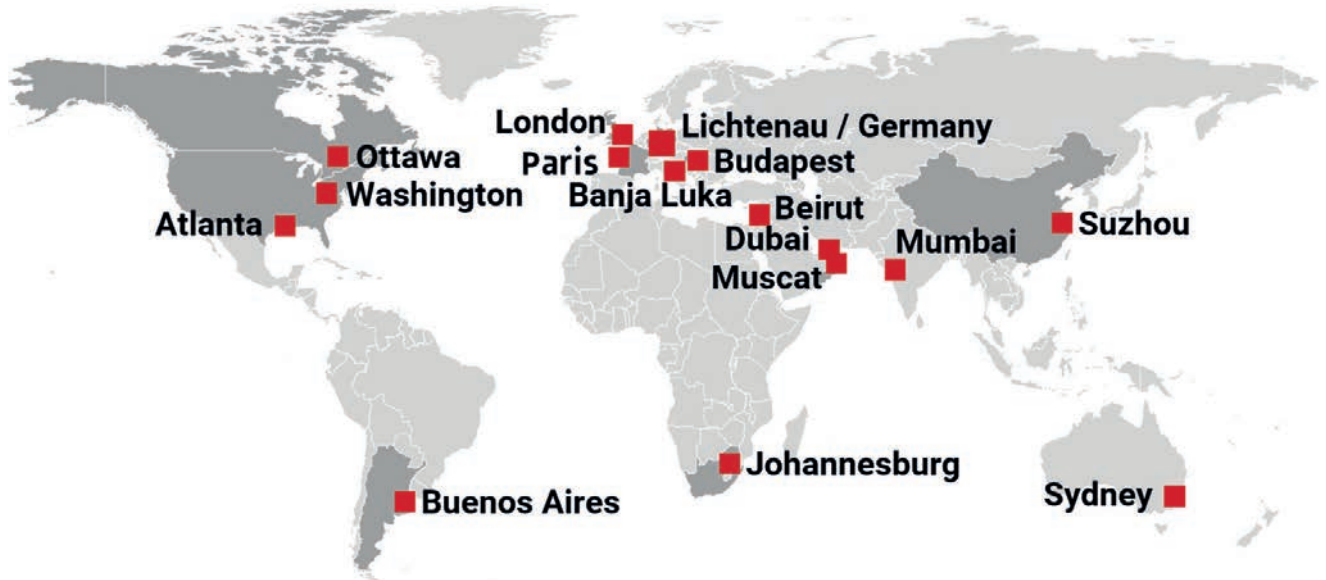 London
Lichtenau / Germany
Ottawa
Paris
Budapest
Washington
Banja Luka
Atlanta
Beirut
Suzhou
Dubai
Mumbai
Muscat
Johannesburg
Buenos Aires
Sydney